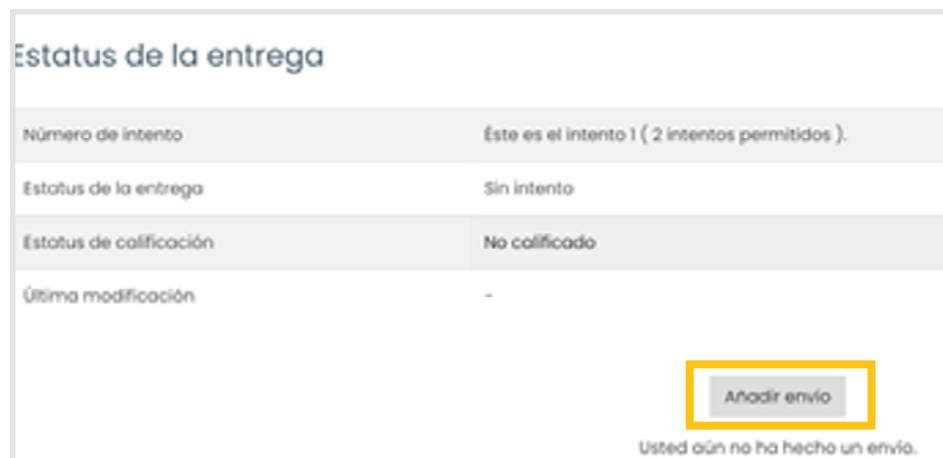 Estatus de la entrega
Número de intento Éste es el intento 1 ( 2 intentos permitidos ).
Estatus de la entrega Sin intento
Estatus de calificación No calificado
Última modificación -
Añadir envío
Usted aún no ha hecho un envío.